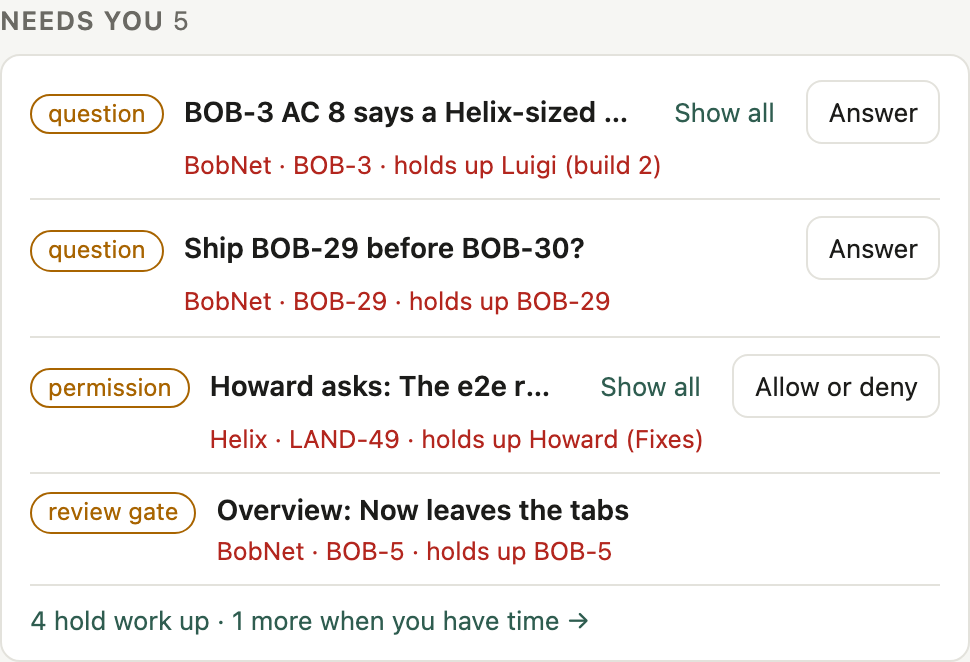 NEEDS YOU 5
question BOB-3 AC 8 says a Helix-sized ... Show all Answer
BobNet · BOB-3 · holds up Luigi (build 2)
question Ship BOB-29 before BOB-30? Answer
BobNet · BOB-29 · holds up BOB-29
permission Howard asks: The e2e r... Show all Allow or deny
Helix · LAND-49 · holds up Howard (Fixes)
review gate Overview: Now leaves the tabs
BobNet · BOB-5 · holds up BOB-5
4 hold work up · 1 more when you have time →